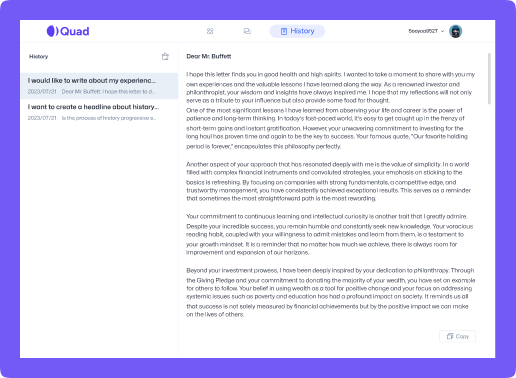 Quad
History
Sooyaa1927
History
I would like to write about my experienc...
2023/07/21 Dear Mr. Buffett: I hope this letter to d...
I want to create a headline about history...
2023/07/21 Is the process of history progressive o...
Dear Mr. Buffett
I hope this letter finds you in good health and high spirits. I wanted to take a moment to share with you my
own experiences and the valuable lessons I have learned along the way. As a renowned investor and
philanthropist, your wisdom and insights have always inspired me. I hope that my reflections will not only
serve as a tribute to your influence but also provide some food for thought.
One of the most significant lessons I have learned from observing your life and career is the power of
patience and long-term thinking. In today's fast-paced world, it's easy to get caught up in the frenzy of
short-term gains and instant gratification. However, your unwavering commitment to investing for the
long haul has proven time and again to be the key to success. Your famous quote, "Our favorite holding
period is forever," encapsulates this philosophy perfectly.
Another aspect of your approach that has resonated deeply with me is the value of simplicity. In a world
filled with complex financial instruments and convoluted strategies, your emphasis on sticking to the
basics is refreshing. By focusing on companies with strong fundamentals, a competitive edge, and
trustworthy management, you have consistently achieved exceptional results. This serves as a reminder
that sometimes the most straightforward path is the most rewarding.
Your commitment to continuous learning and intellectual curiosity is another trait that I greatly admire.
Despite your incredible success, you remain humble and constantly seek new knowledge. Your voracious
reading habit, coupled with your willingness to admit mistakes and learn from them, is a testament to
your growth mindset. It is a reminder that no matter how much we achieve, there is always room for
improvement and expansion of our horizons.
Beyond your investment prowess, I have been deeply inspired by your dedication to philanthropy. Through
the Giving Pledge and your commitment to donating the majority of your wealth, you have set an example
for others to follow. Your belief in using wealth as a tool for positive change and your focus on addressing
systemic issues such as poverty and education has had a profound impact on society. It reminds us all
that success is not solely measured by financial achievements but by the positive impact we can make
on the lives of others.
Copy